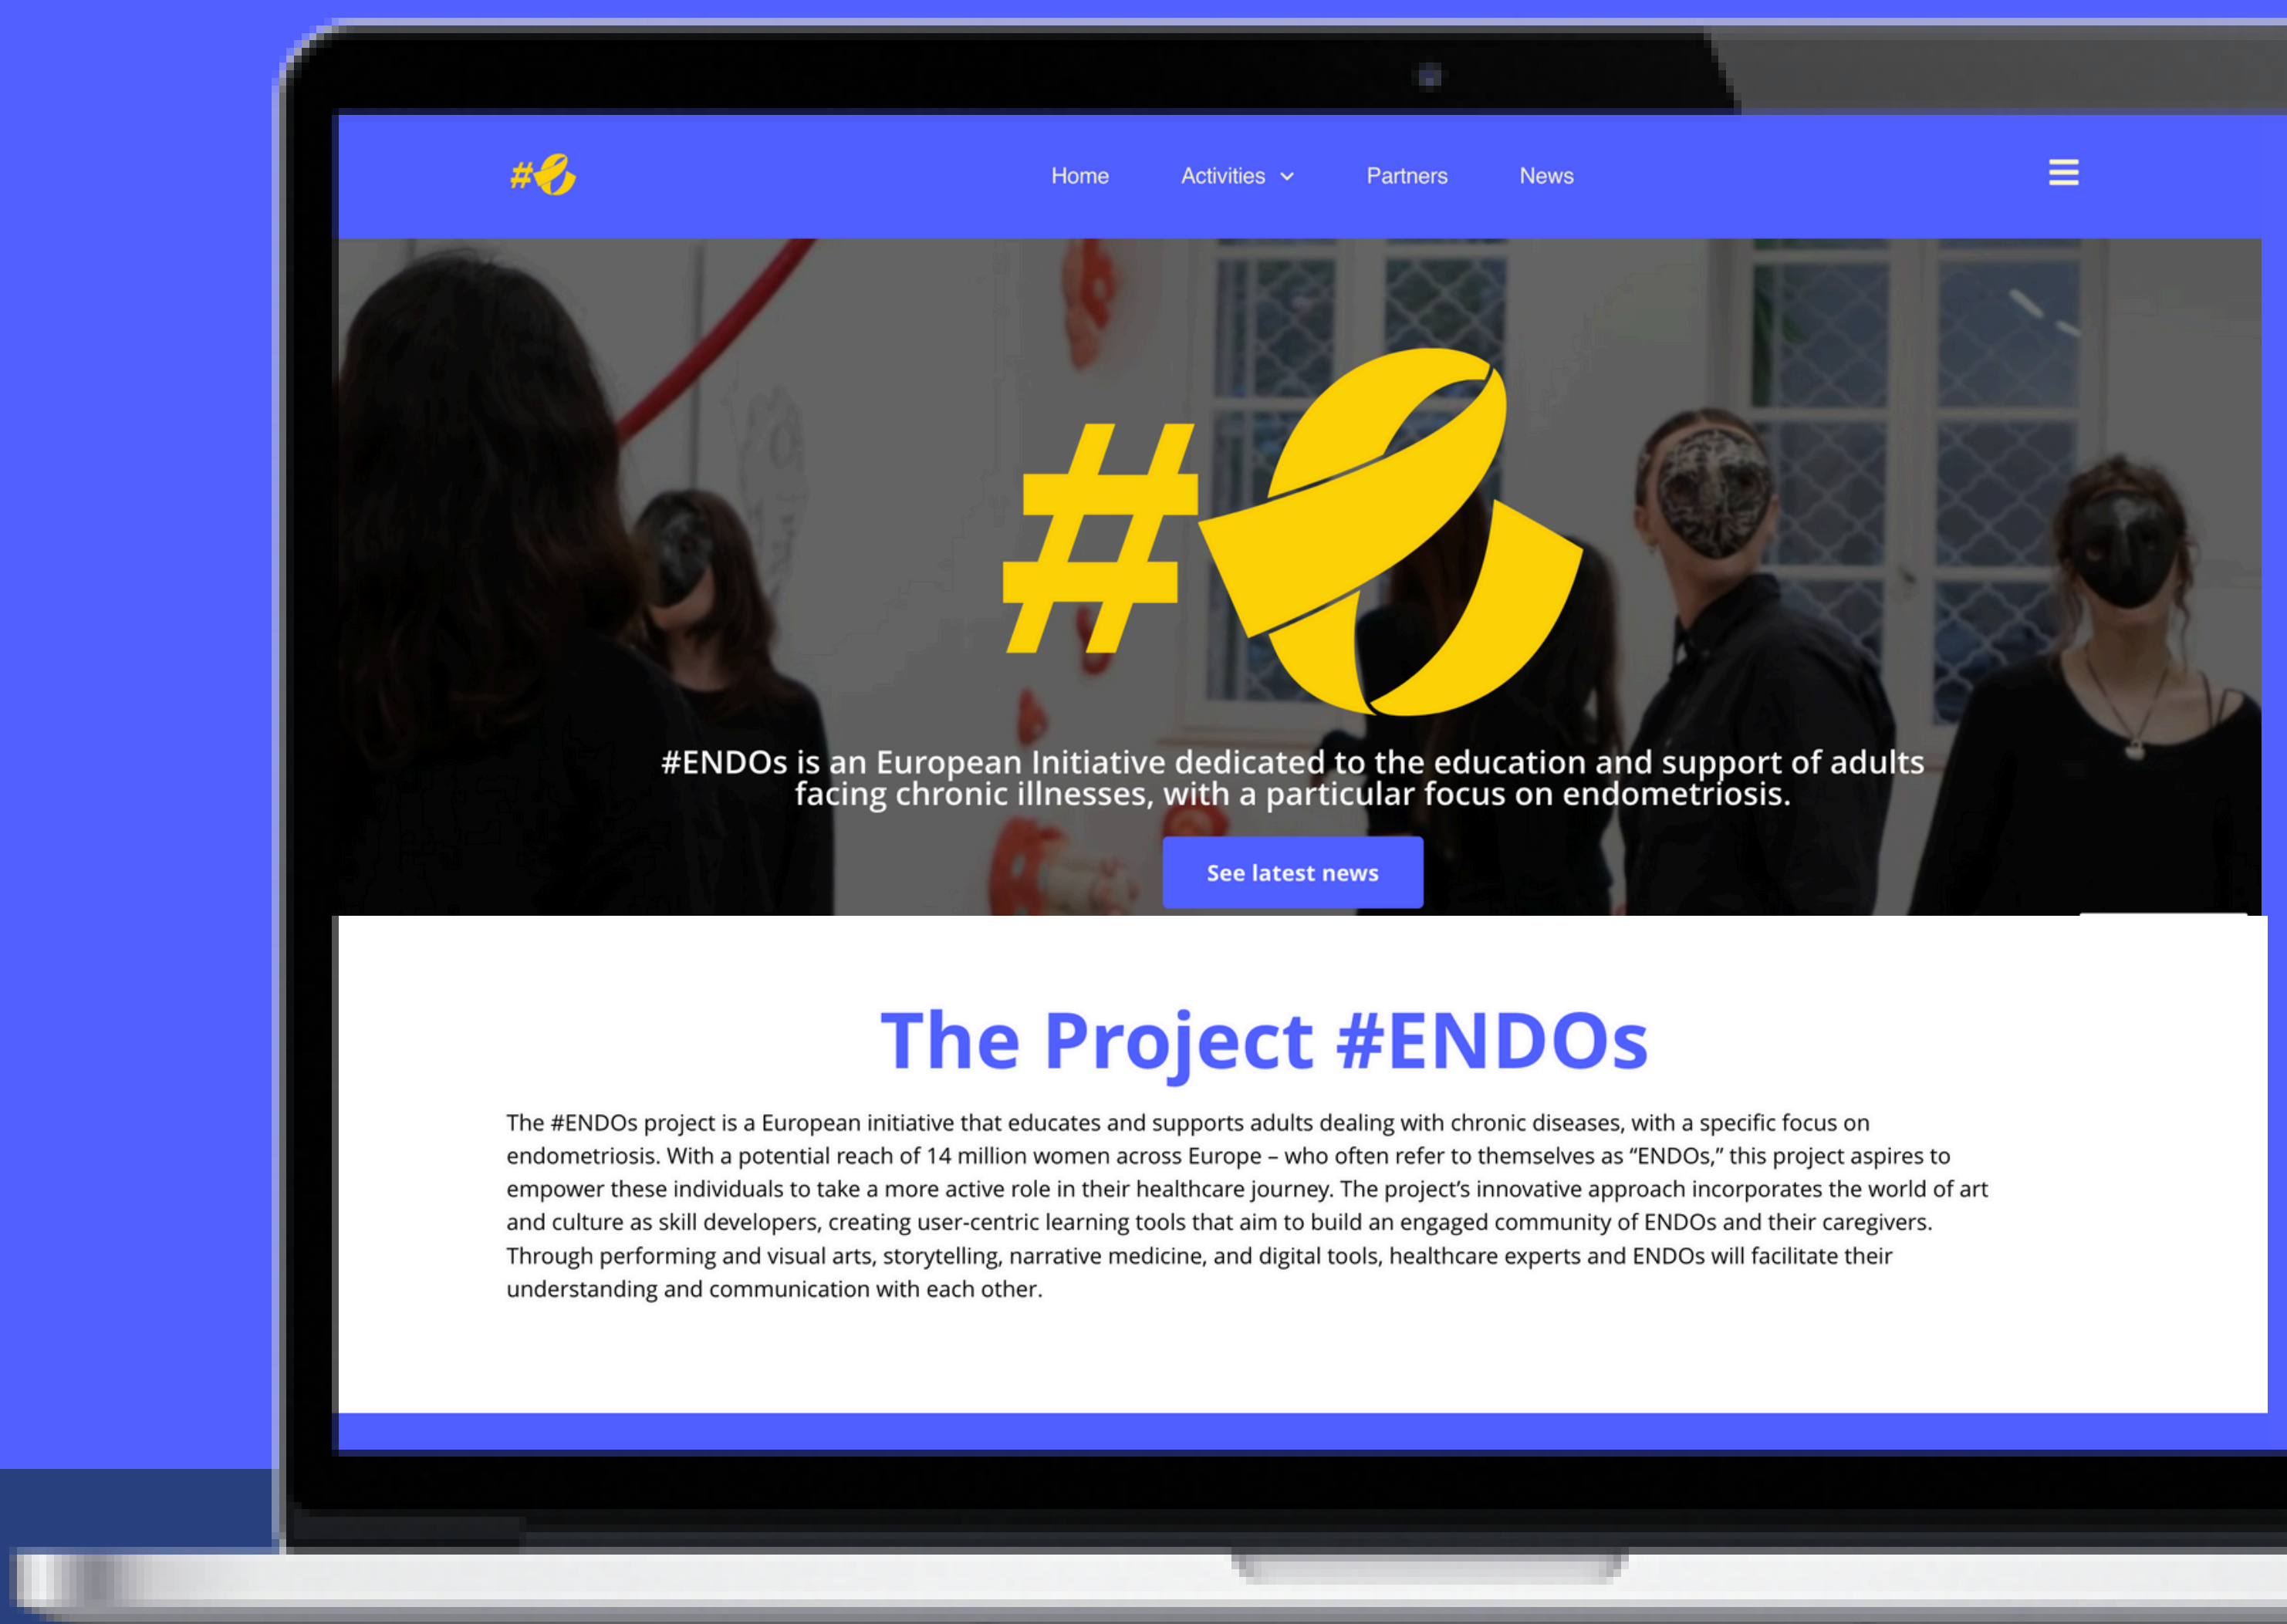 #
Home Activities Partners News
#
#ENDOs is an European Initiative dedicated to the education and support of adults
facing chronic illnesses, with a particular focus on endometriosis.
See latest news
The Project #ENDOs
The #ENDOs project is a European initiative that educates and supports adults dealing with chronic diseases, with a specific focus on
endometriosis. With a potential reach of 14 million women across Europe – who often refer to themselves as “ENDOs,” this project aspires to
empower these individuals to take a more active role in their healthcare journey. The project’s innovative approach incorporates the world of art
and culture as skill developers, creating user-centric learning tools that aim to build an engaged community of ENDOs and their caregivers.
Through performing and visual arts, storytelling, narrative medicine, and digital tools, healthcare experts and ENDOs will facilitate their
understanding and communication with each other.